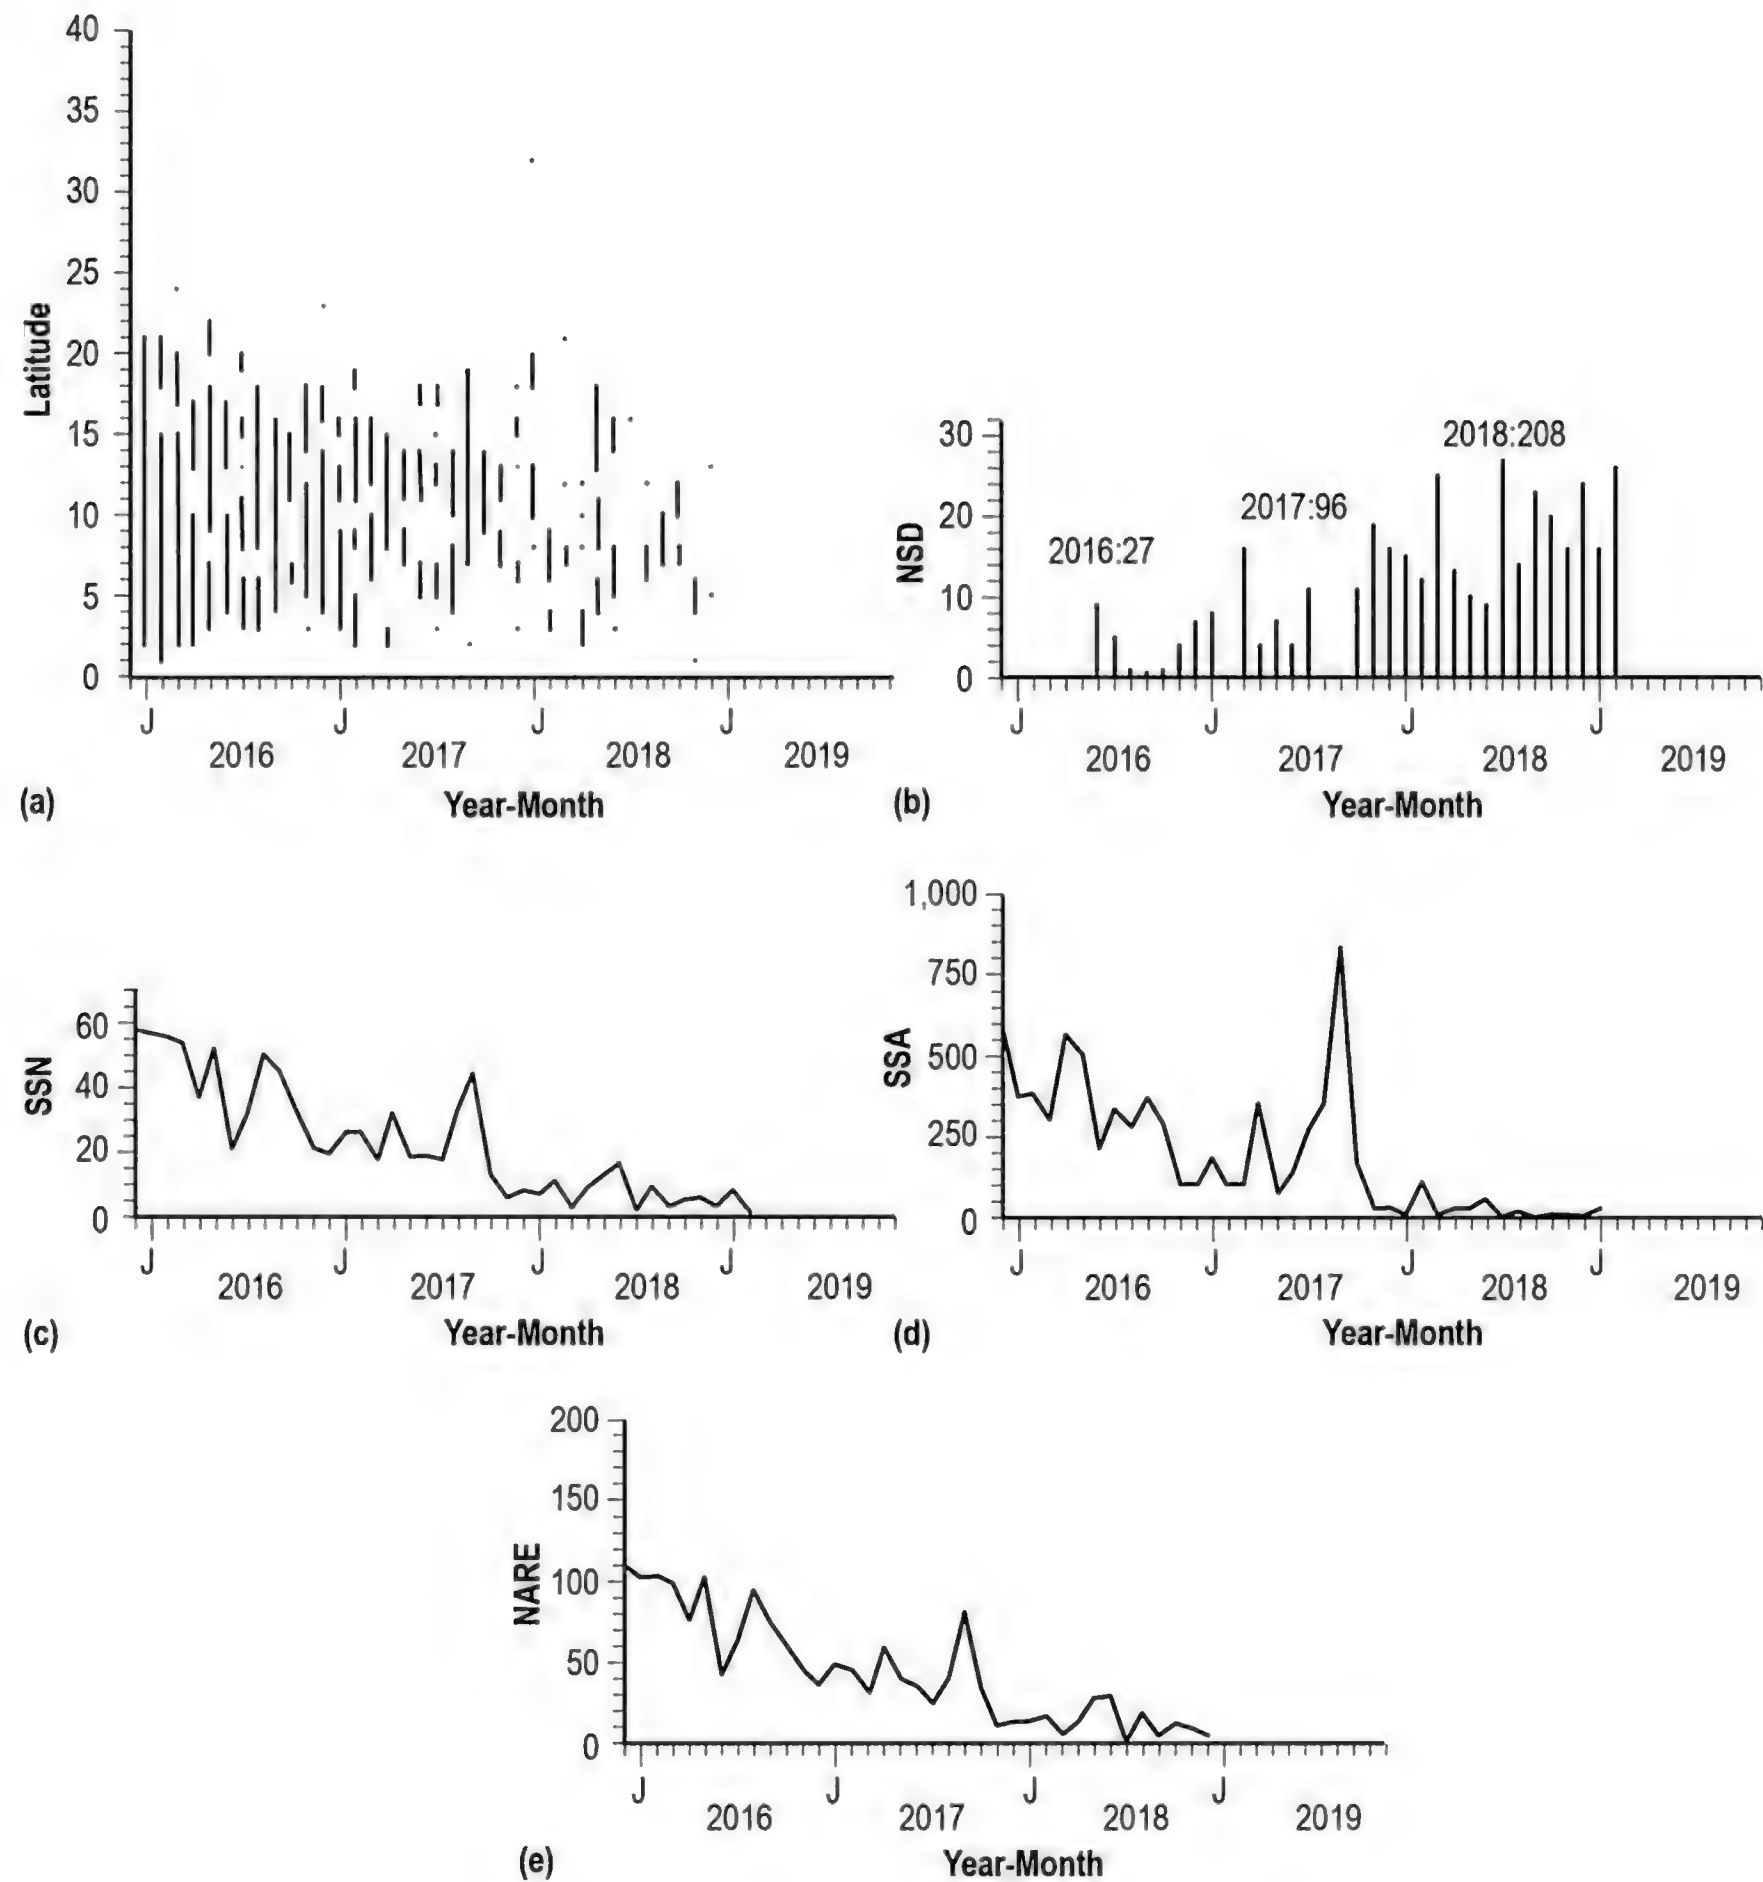 40
35
30
25
20
15
10
5
0
Latitude
J J J J
2016 2017 2018 2019
(a)
Year-Month
30
20
10
0
NSD
2016:27
2017:96
2018:208
J J J J
2016 2017 2018 2019
(b)
Year-Month
60
40
20
0
SSN
J J J J
2016 2017 2018 2019
(c)
Year-Month
1,000
750
500
250
0
SSA
J J J J
2016 2017 2018 2019
(d)
Year-Month
200
150
100
50
0
NARE
J J J J
2016 2017 2018 2019
(e)
Year-Month